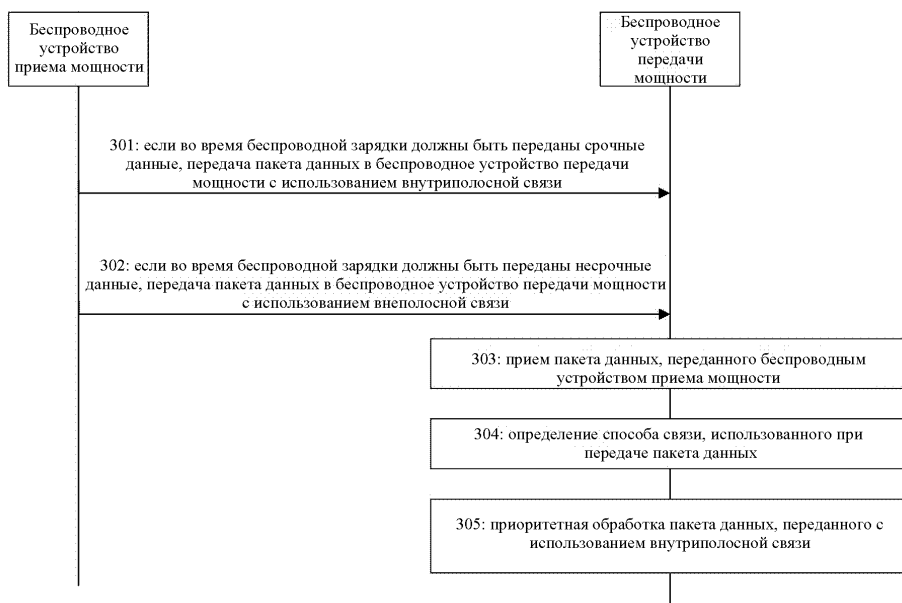 Беспроводное
устройство
приема мощности
Беспроводное
устройство
передачи
мощности
301: если во время беспроводной зарядки должны быть переданы срочные
данные, передача пакета данных в беспроводное устройство передачи
мощности с использованием внутриполосной связи
302: если во время беспроводной зарядки должны быть переданы несрочные
данные, передача пакета данных в беспроводное устройство передачи мощности
с использованием внеполосной связи
303: прием пакета данных, переданного беспроводным
устройством приема мощности
304: определение способа связи, использованного при
передаче пакета данных
305: приоритетная обработка пакета данных, переданного с
использованием внутриполосной связи